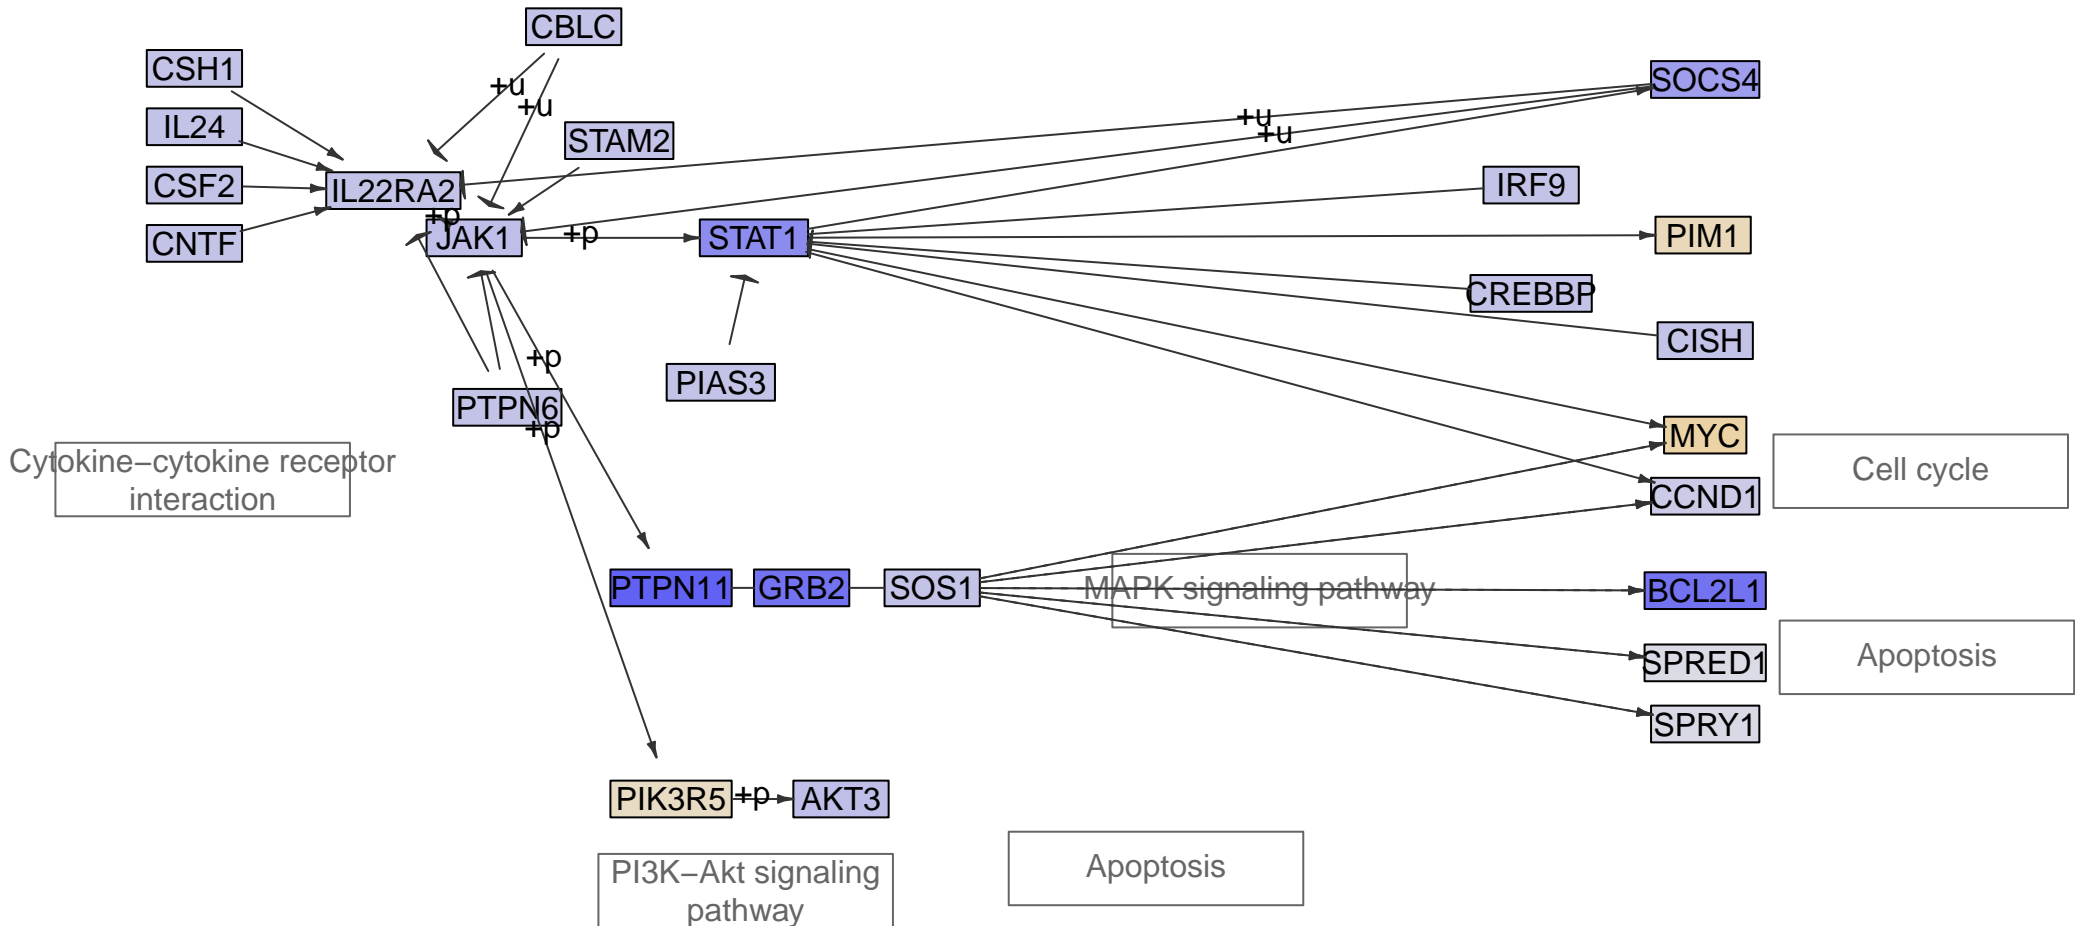 CBLC
CSH1
+u
SOCS4
+u
IL24
+u
+u
STAM2
CSF2
IL22RA2
IRF9
+p
CNTF
JAK1
+p
STAT1
PIM1
CREBBP
CISH
+p
PIAS3
PTPN6
+p
MYC
Cytokine−cytokine receptor
interaction
Cell cycle
CCND1
PTPN11
GRB2
SOS1
MAPK signaling pathway
BCL2L1
SPRED1
Apoptosis
SPRY1
PIK3R5
+p
AKT3
Apoptosis
PI3K−Akt signaling
pathway